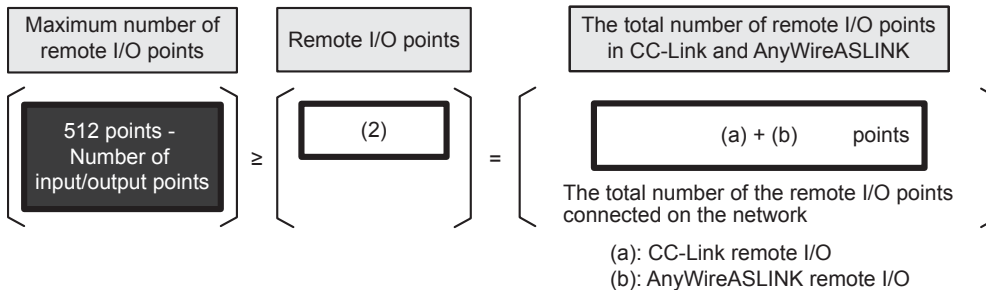 Maximum number of
remote I/O points
Remote I/O points
The total number of remote I/O points
in CC-Link and AnyWireASLINK
512 points -
Number of
input/output points
≥
(2)
=
(a) + (b) points
The total number of the remote I/O points
connected on the network
(a): CC-Link remote I/O
(b): AnyWireASLINK remote I/O